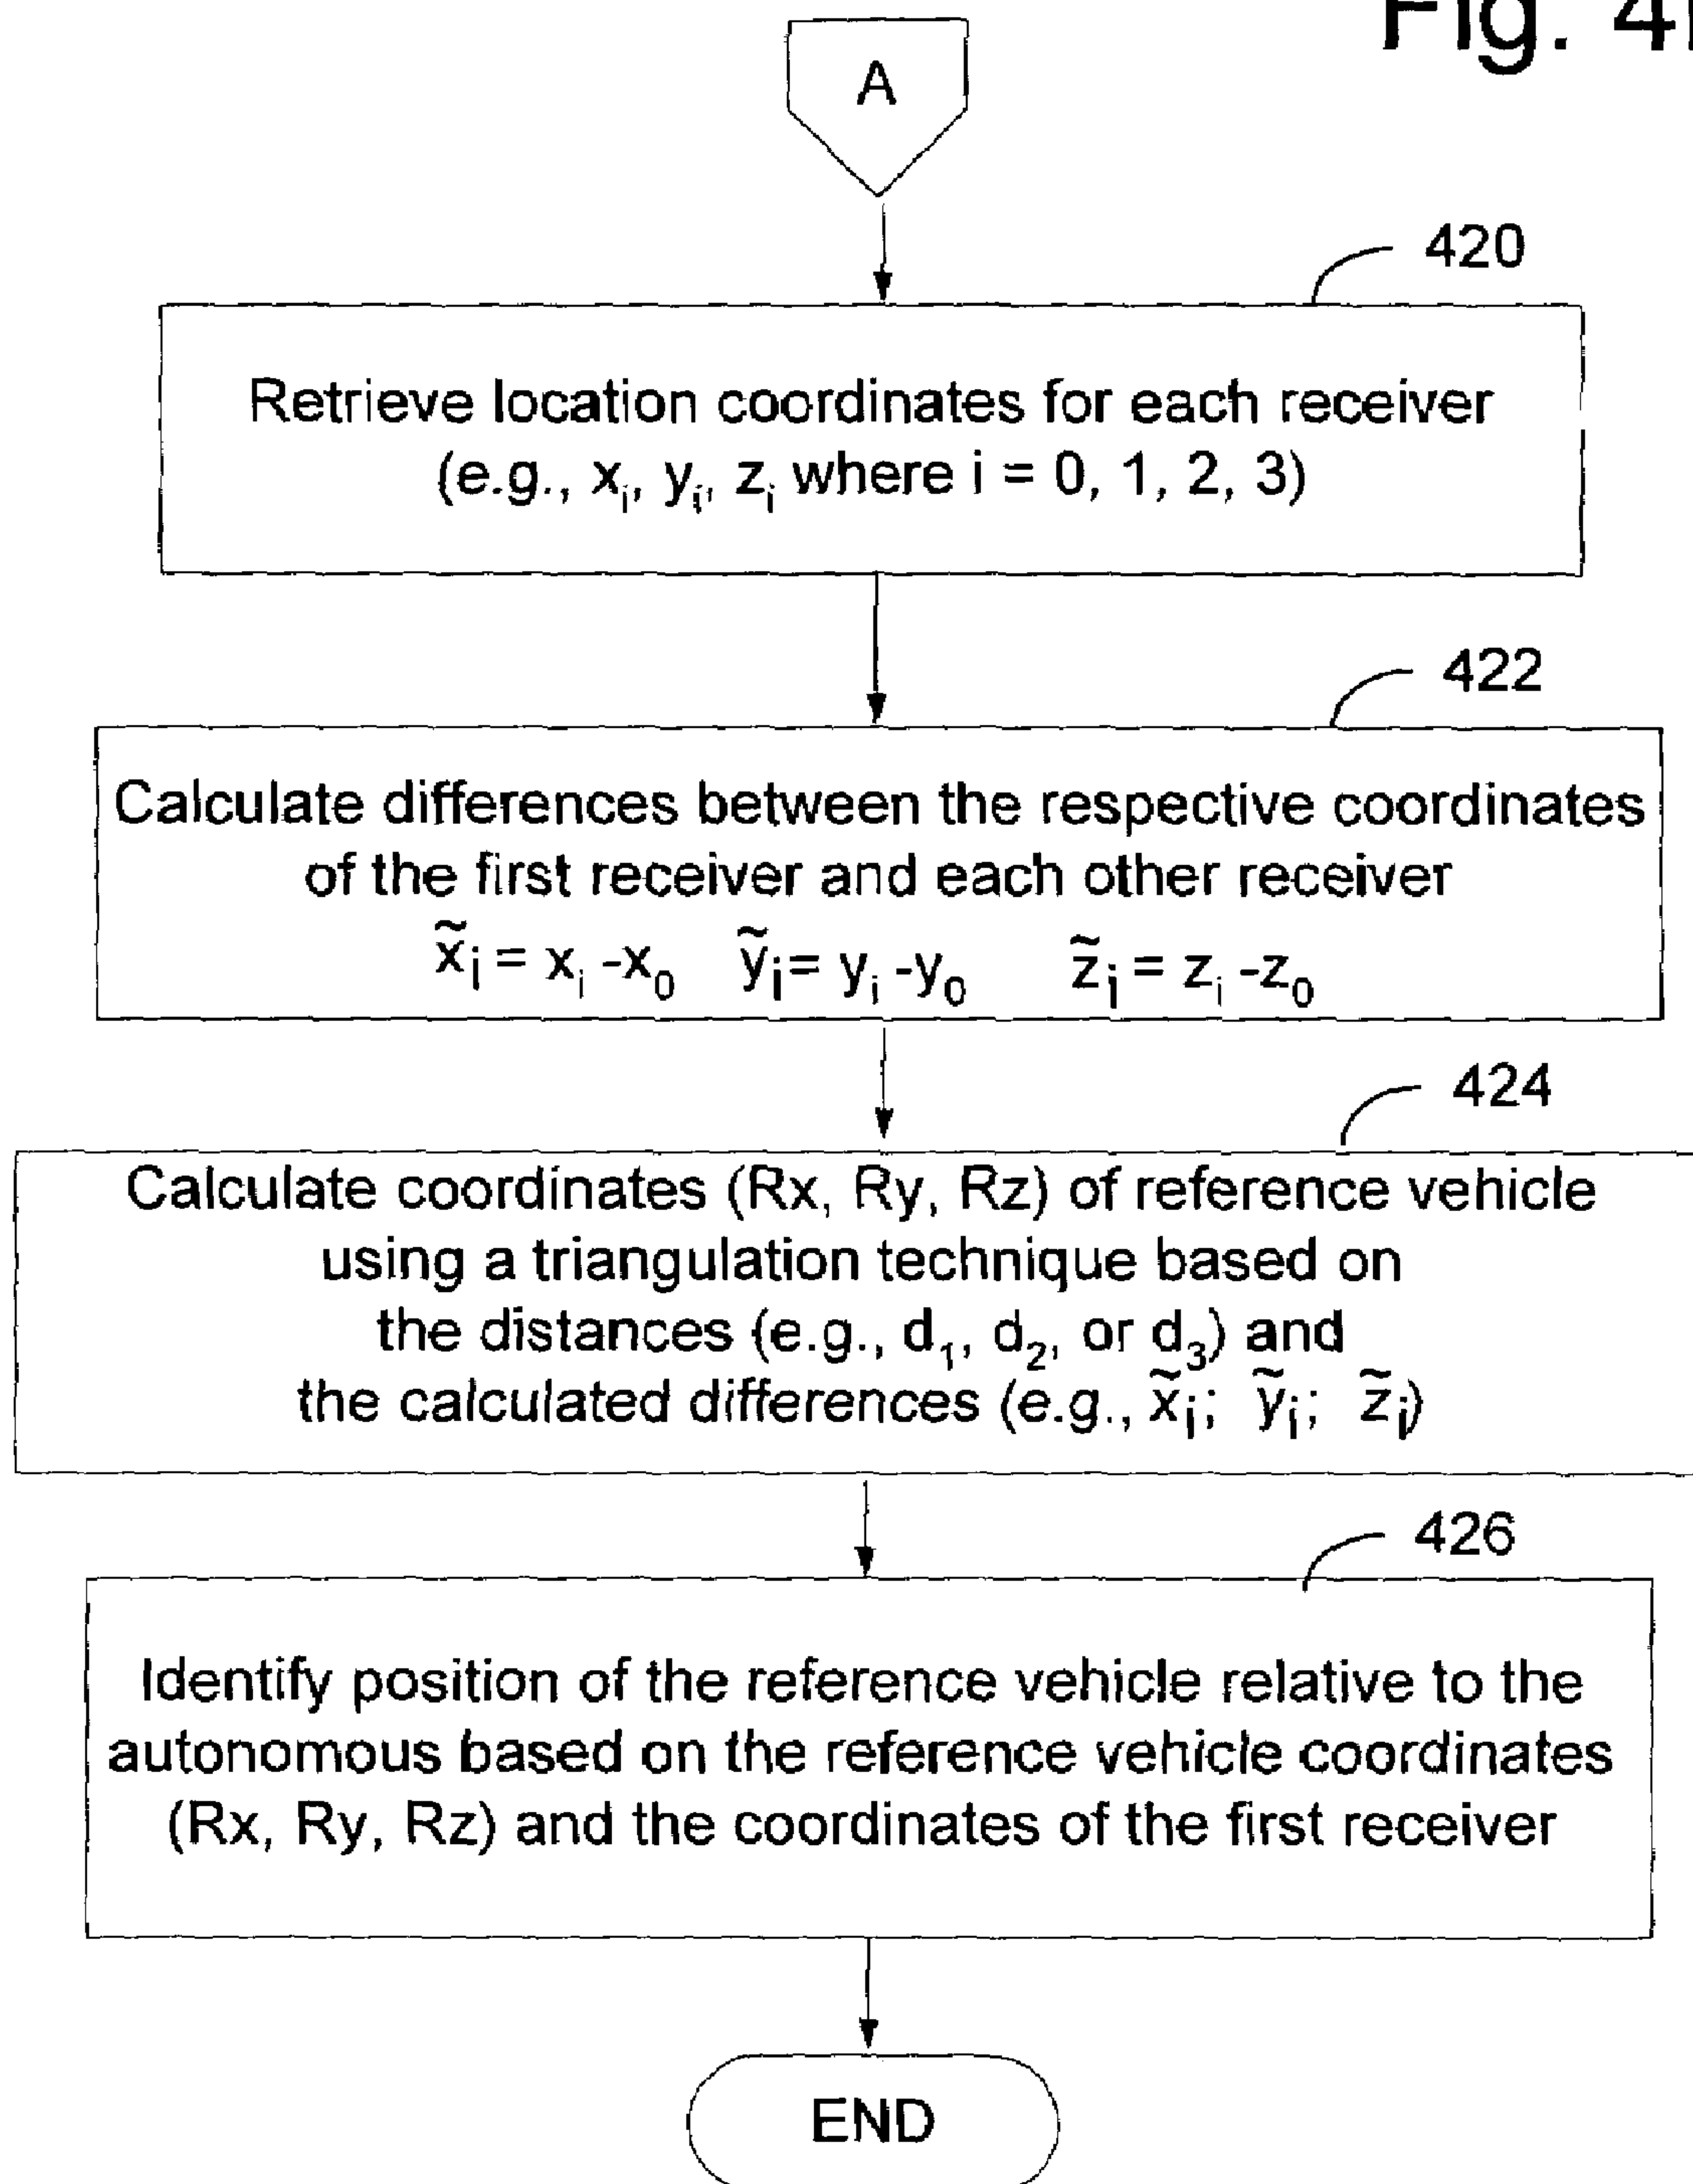 Fig. 4
A
420
Retrieve location coordinates for each receiver
(e.g., xᵢ, yᵢ, zᵢ where i = 0, 1, 2, 3)
422
Calculate differences between the respective coordinates
of the first receiver and each other receiver
x̃ᵢ = xᵢ -x₀ ỹᵢ= yᵢ -y₀ z̃ᵢ = zᵢ -z₀
424
Calculate coordinates (Rx, Ry, Rz) of reference vehicle
using a triangulation technique based on
the distances (e.g., d₁, d₂, or d₃) and
the calculated differences (e.g., x̃ᵢ; ỹᵢ; z̃ᵢ)
426
Identify position of the reference vehicle relative to the
autonomous based on the reference vehicle coordinates
(Rx, Ry, Rz) and the coordinates of the first receiver
END